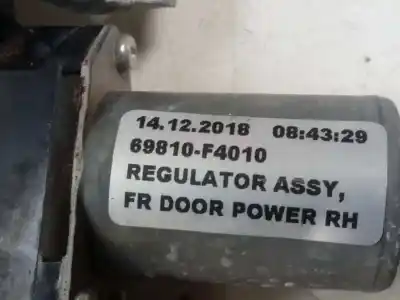 14.12.2018 08:43:29
69810-F4010
REGULATOR ASSY,
FR DOOR POWER RH